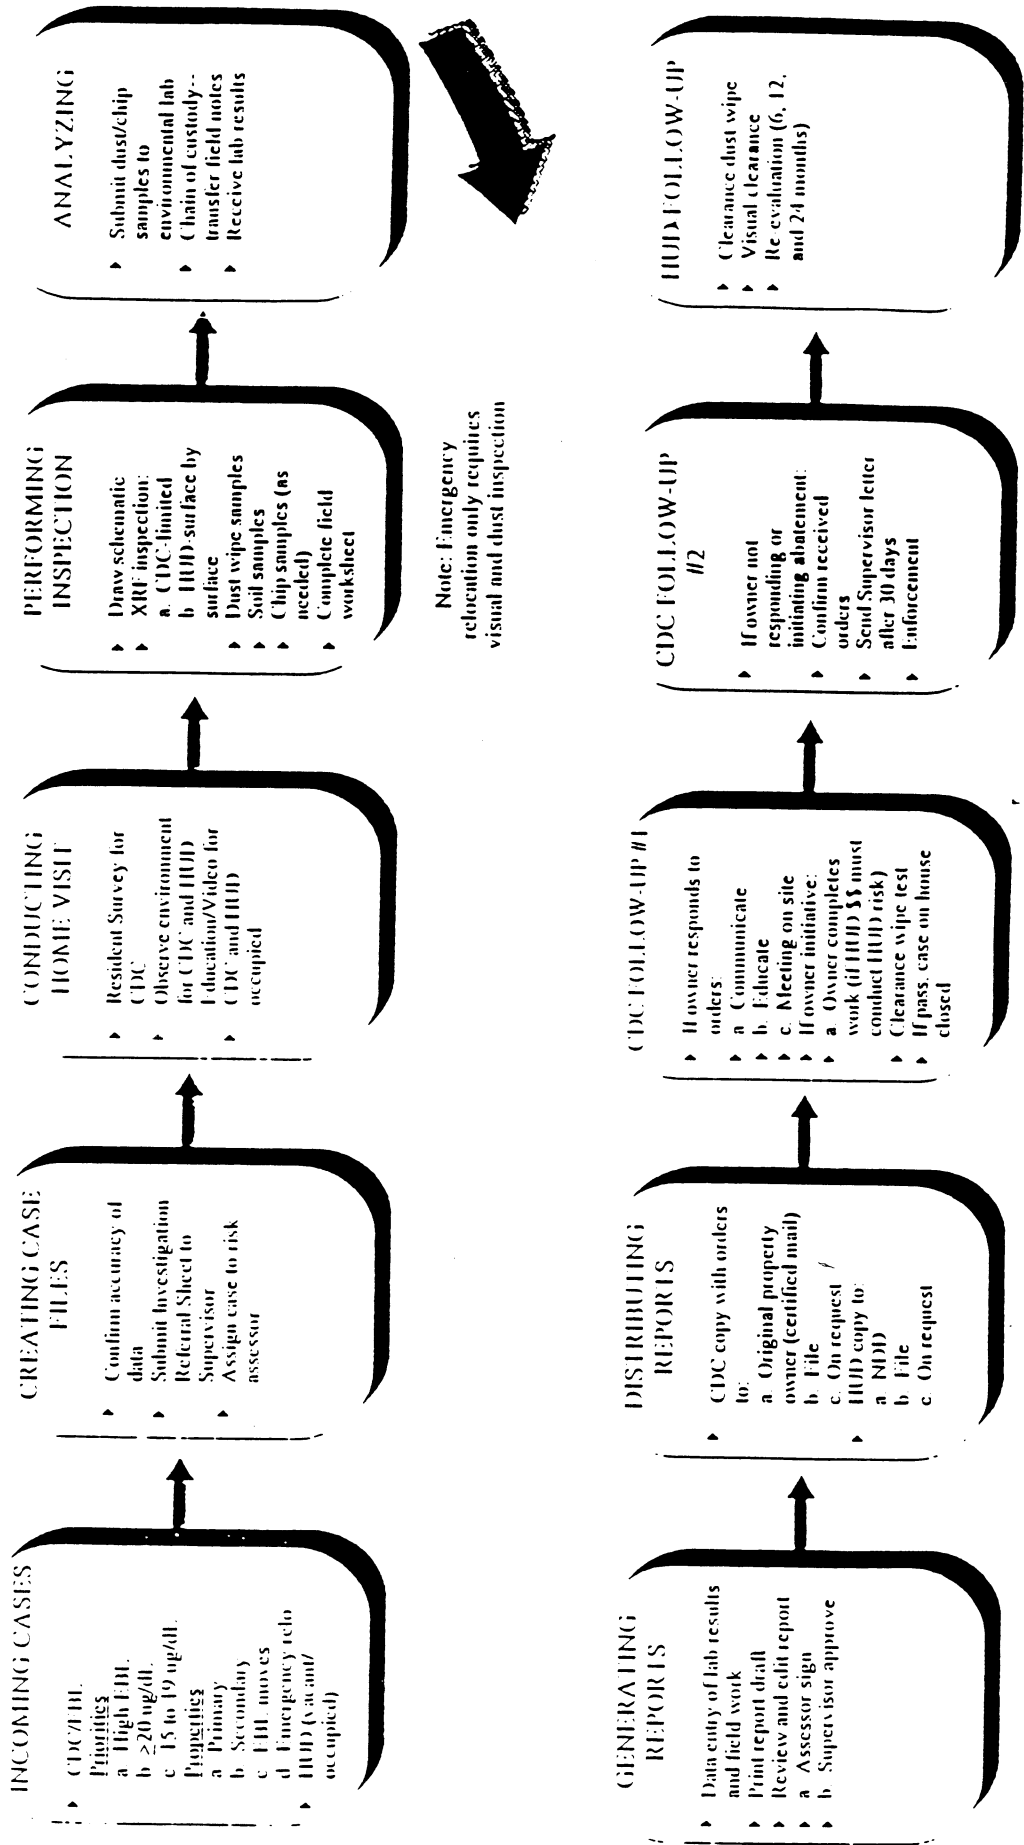 INCOMING CASES
CDC/EBL
Priorities
a High EBL
b ≥20 ug/dL
c 15 to 19 ug/dL
Properties
a Primary
b Secondary
c EBL moves
d Emergency relo
HUD (vacant/
occupied)
CREATING CASE
FILES
Confirm accuracy of
data
Submit Investigation
Referral Sheet to
Supervisor
Assign case to risk
assessor
CONDUCTING
HOME VISIT
Resident Survey for
CDC
Observe environment
for CDC and HUD
Education/Video for
CDC and HUD
occupied
PERFORMING
INSPECTION
Draw schematic
XRF inspection:
a. CDC-limited
b HUD-surface by
surface
Dust wipe samples
Soil samples
Chip samples (as
needed)
Complete field
worksheet
Note: Emergency
relocation only requires
visual and dust inspection
ANALYZING
Submit dust/chip
samples to
environmental lab
Chain of custody--
transfer field notes
Receive lab results
GENERATING
REPORTS
Data entry of lab results
and field work
Print report draft
Review and edit report
a Assessor sign
b. Supervisor approve
DISTRIBUTING
REPORTS
CDC copy with orders
to:
a. Original property
owner (certified mail)
b. File
c. On request
HUD copy to:
a. NDD
b. File
c. On request
CDC FOLLOW-UP #1
If owner responds to
orders:
a Communicate
b. Educate
c. Meeting on site
If owner initiative:
a. Owner completes
work (if HUD $$ must
conduct HUD risk)
Clearance wipe test
If pass, case on house
closed
CDC FOLLOW-UP
#2
If owner not
responding or
initiating abatement:
Confirm received
orders
Send Supervisor letter
after 30 days
Enforcement
HUD FOLLOW-UP
Clearance dust wipe
Visual clearance
Re-evaluation (6, 12,
and 24 months)